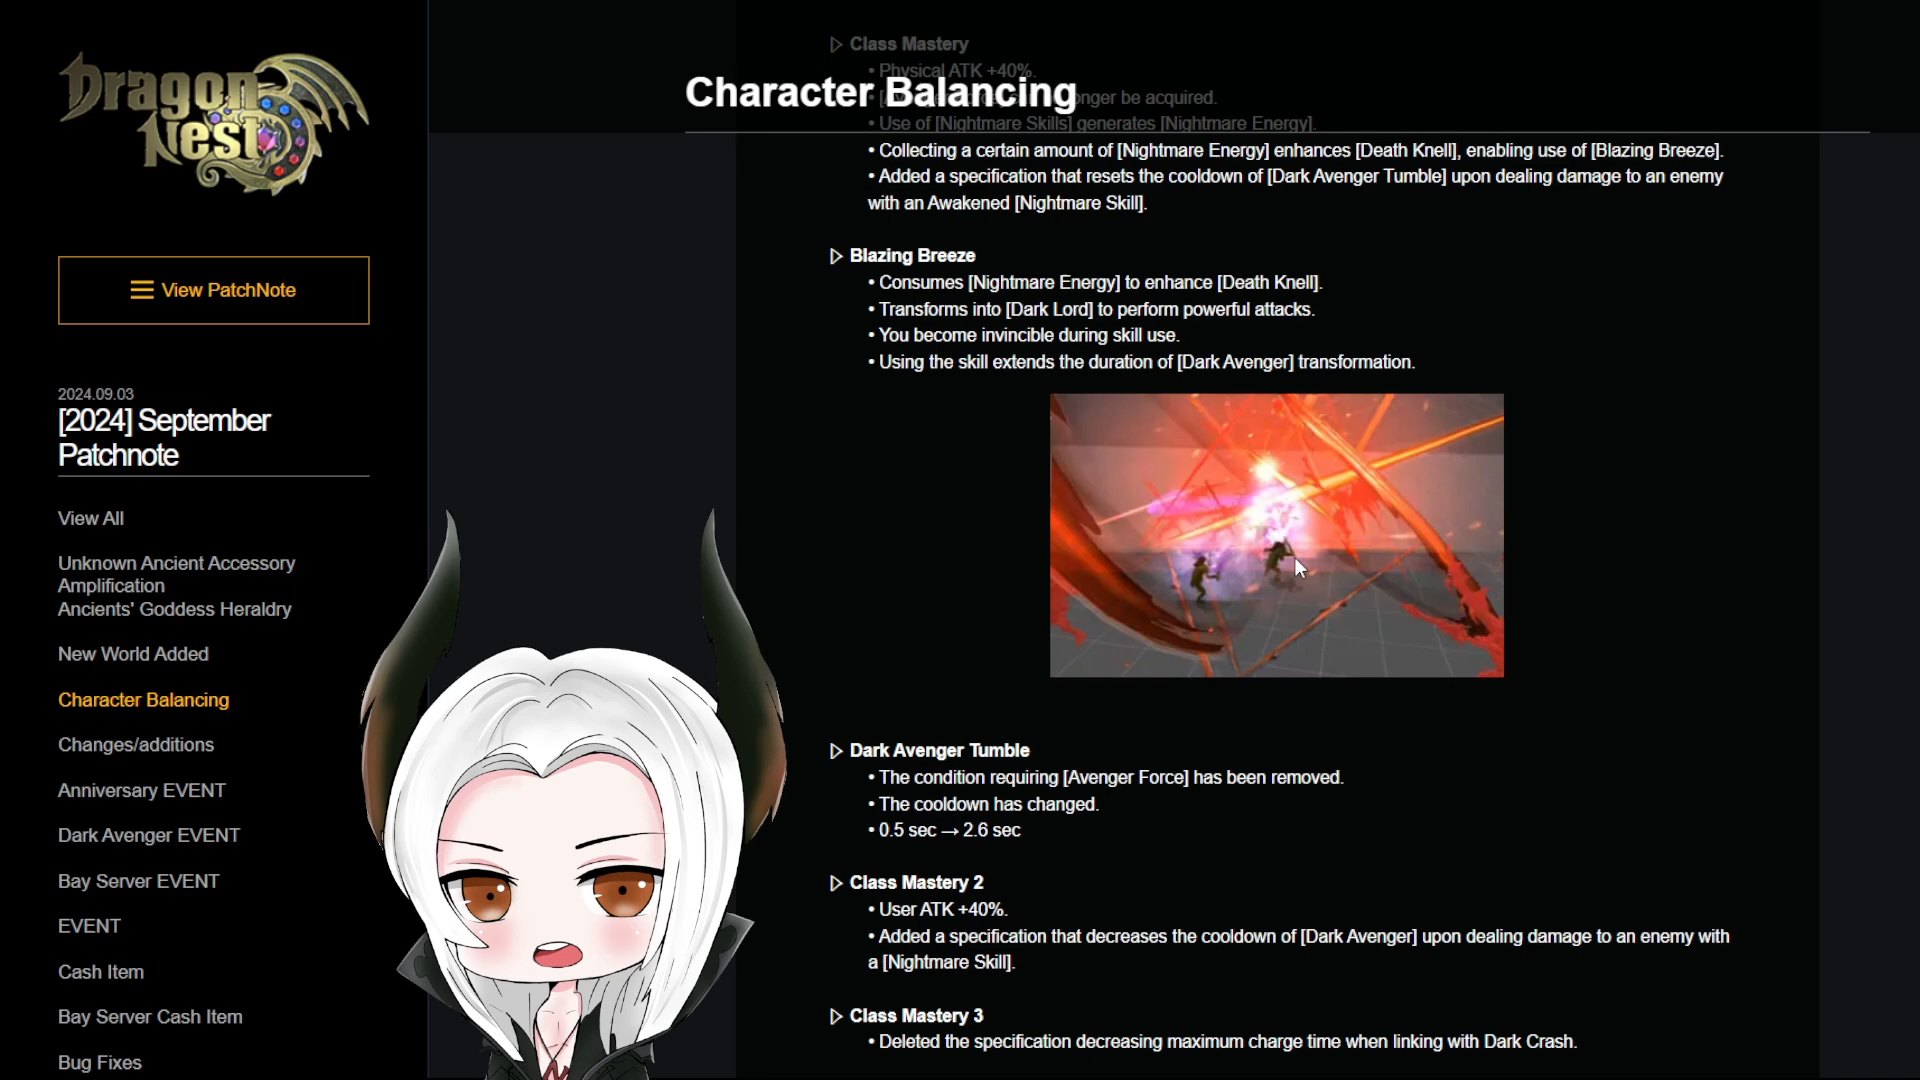 Dragon
Nest
View PatchNote
2024.09.03
[2024] September
Patchnote
View All
Unknown Ancient Accessory
Amplification
Ancients' Goddess Heraldry
New World Added
Character Balancing
Changes/additions
Anniversary EVENT
Dark Avenger EVENT
Bay Server EVENT
EVENT
Cash Item
Bay Server Cash Item
Bug Fixes
Character Balancing
Class Mastery
• Physical ATK +40%.
onger be acquired.
• Use of [Nightmare Skills] generates [Nightmare Energy].
• Collecting a certain amount of [Nightmare Energy] enhances [Death Knell], enabling use of [Blazing Breeze].
• Added a specification that resets the cooldown of [Dark Avenger Tumble] upon dealing damage to an enemy
with an Awakened [Nightmare Skill].
Blazing Breeze
• Consumes [Nightmare Energy] to enhance [Death Knell].
• Transforms into [Dark Lord] to perform powerful attacks.
• You become invincible during skill use.
• Using the skill extends the duration of [Dark Avenger] transformation.
Dark Avenger Tumble
• The condition requiring [Avenger Force] has been removed.
• The cooldown has changed.
• 0.5 sec → 2.6 sec
Class Mastery 2
• User ATK +40%.
• Added a specification that decreases the cooldown of [Dark Avenger] upon dealing damage to an enemy with
a [Nightmare Skill].
Class Mastery 3
• Deleted the specification decreasing maximum charge time when linking with Dark Crash.